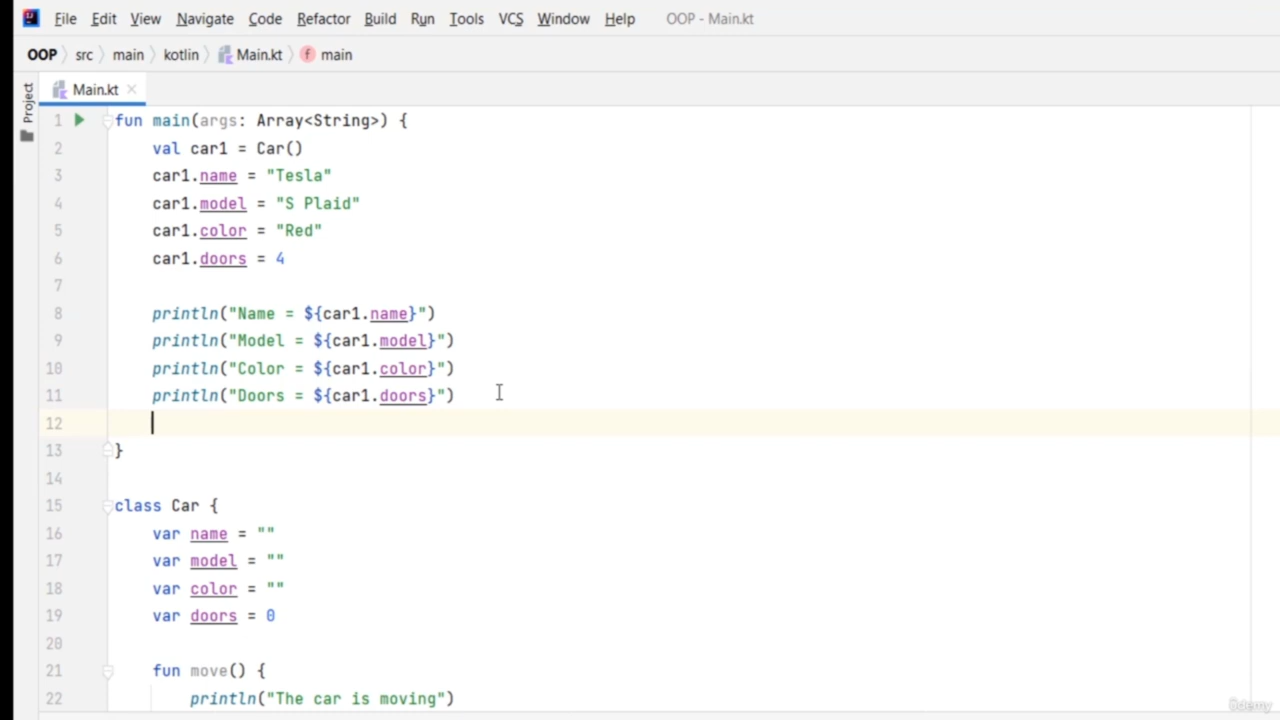 File Edit View Navigate Code Refactor Build Run Tools VCS Window Help OOP - Main.kt
OOP src main kotlin Main.kt main
Project
Main.kt
1 fun main(args: Array<String>) {
2 val car1 = Car()
3 car1.name = "Tesla"
4 car1.model = "S Plaid"
5 car1.color = "Red"
6 car1.doors = 4
7
8 println("Name = ${car1.name}")
9 println("Model = ${car1.model}")
10 println("Color = ${car1.color}")
11 println("Doors = ${car1.doors}")
12
13 }
14
15 class Car {
16 var name = ""
17 var model = ""
18 var color = ""
19 var doors = 0
20
21 fun move() {
22 println("The car is moving")
ûdemy